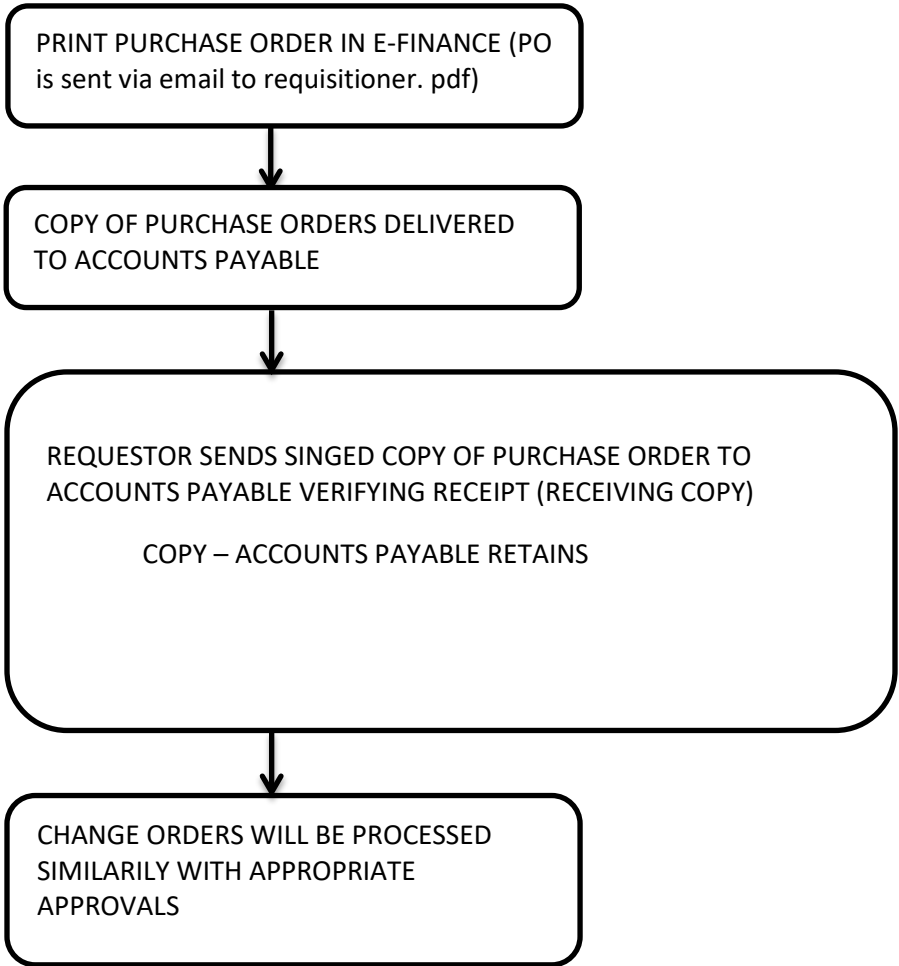 PRINT PURCHASE ORDER IN E-FINANCE (PO
is sent via email to requisitioner. pdf)
COPY OF PURCHASE ORDERS DELIVERED
TO ACCOUNTS PAYABLE
REQUESTOR SENDS SINGED COPY OF PURCHASE ORDER TO
ACCOUNTS PAYABLE VERIFYING RECEIPT (RECEIVING COPY)
COPY – ACCOUNTS PAYABLE RETAINS
CHANGE ORDERS WILL BE PROCESSED
SIMILARILY WITH APPROPRIATE
APPROVALS